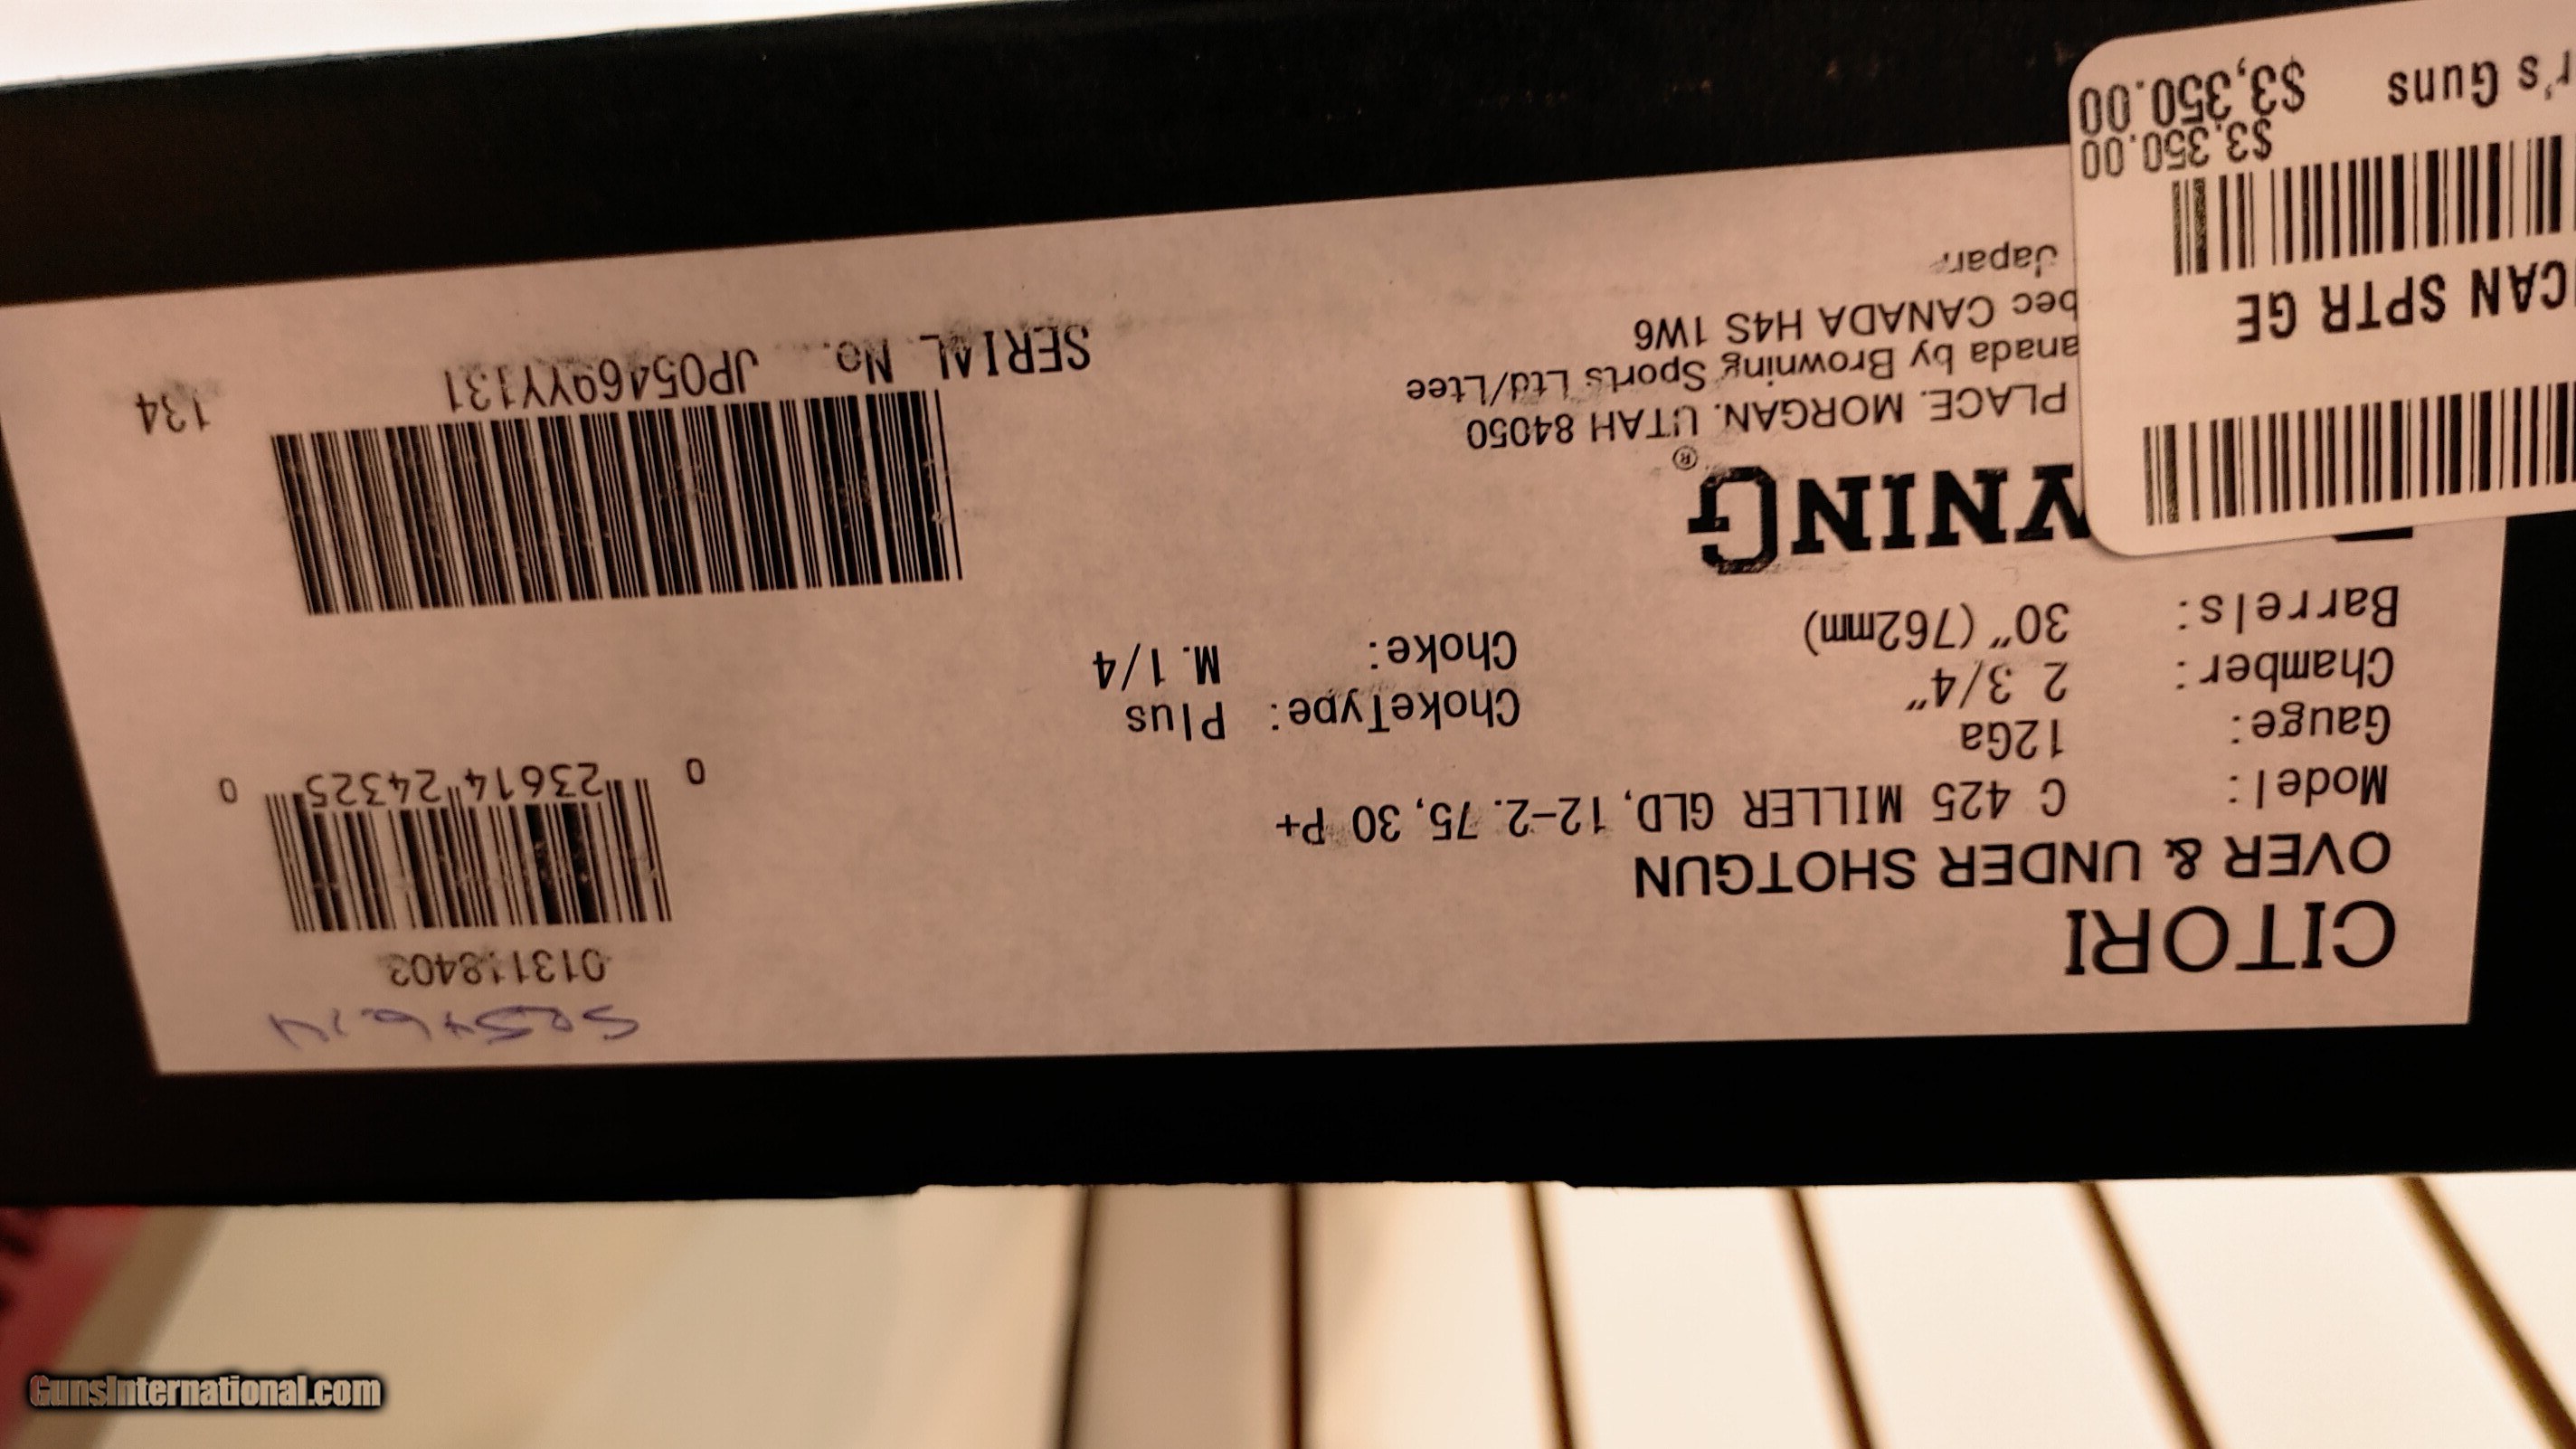 CITORI
OVER & UNDER SHOTGUN
Model: C 425 MILLER GLD, 12-2.75, 30 P+
Gauge: 12Ga
Chamber: 2 3/4"
Barrels: 30" (762mm)
ChokeType: Plus
Choke: M.1/4
WNING®
PLACE. MORGAN. UTAH 84050
anada by Browning Sports Ltd/Ltee
bec CANADA H4S 1W6
Japan
013118403
0 23614 24325 0
SERIAL No. JP05469YY131
134
CAN SPTR GE
$3,350.00
r's Guns $3,350.00
GunsInternational.com